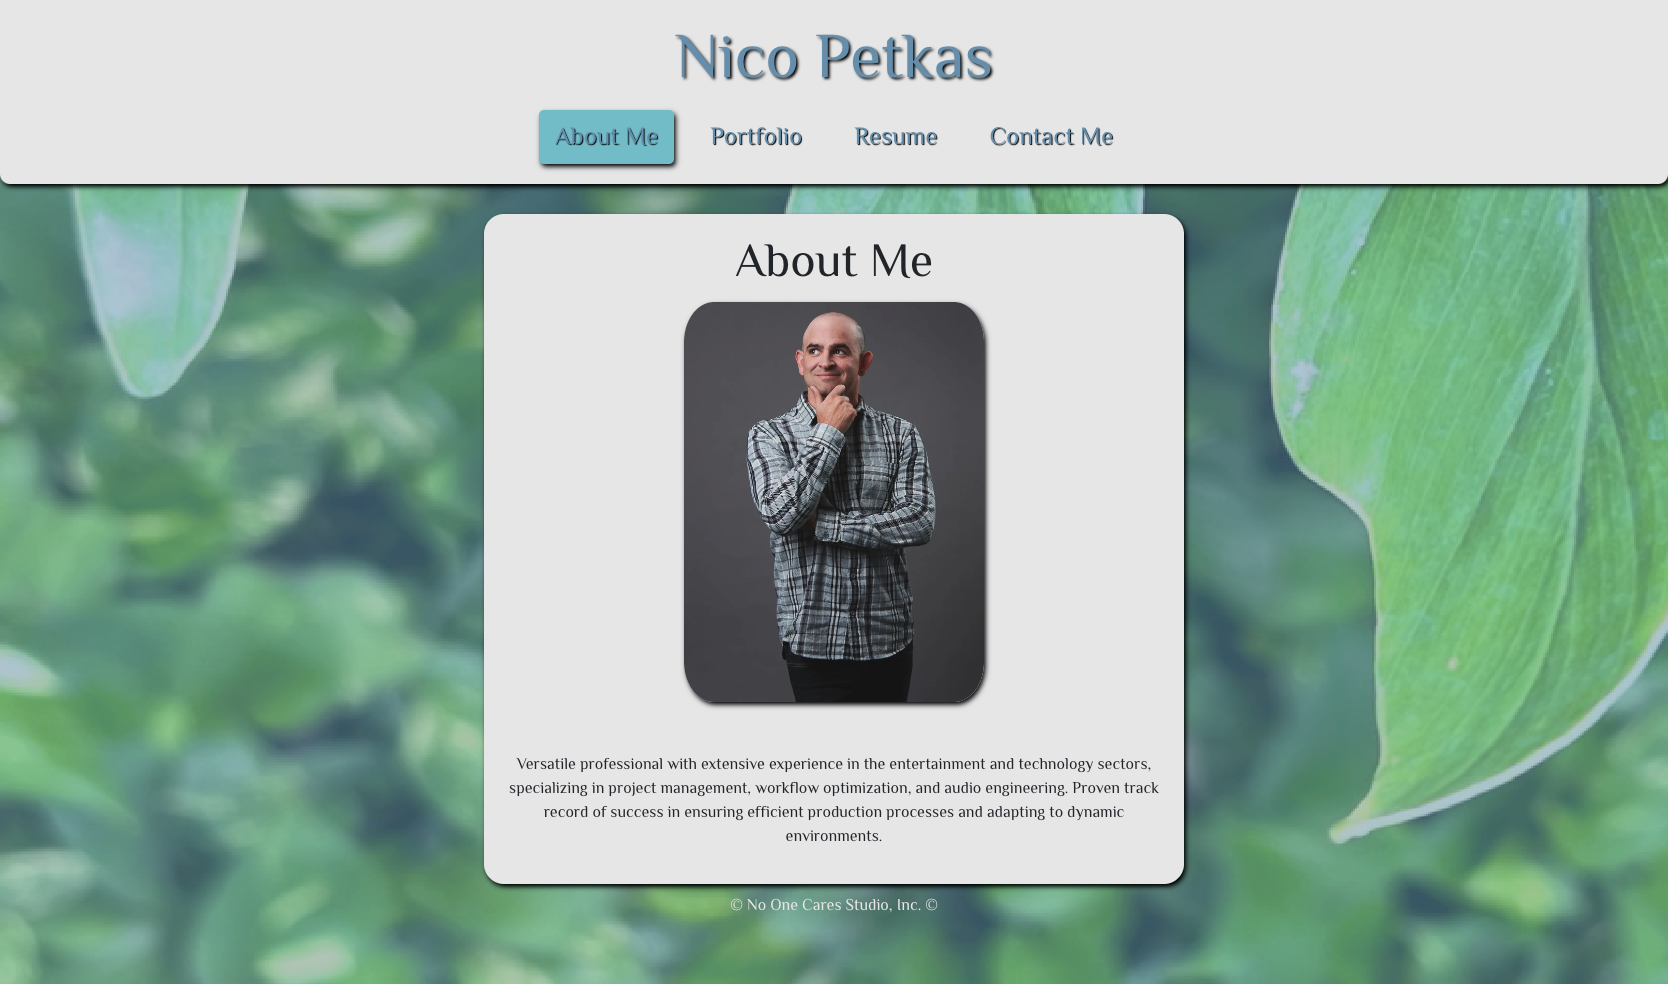 Nico Petkas
About Me
Portfolio
Resume
Contact Me
About Me
Versatile professional with extensive experience in the entertainment and technology sectors,
specializing in project management, workflow optimization, and audio engineering. Proven track
record of success in ensuring efficient production processes and adapting to dynamic
environments.
© No One Cares Studio, Inc. ©